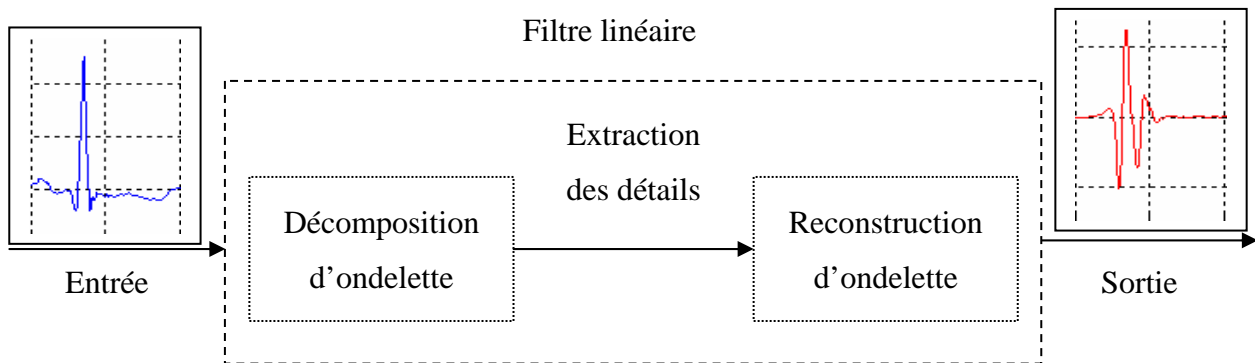 Filtre linéaire
Extraction
des détails
Décomposition
d’ondelette
Reconstruction
d’ondelette
Entrée
Sortie